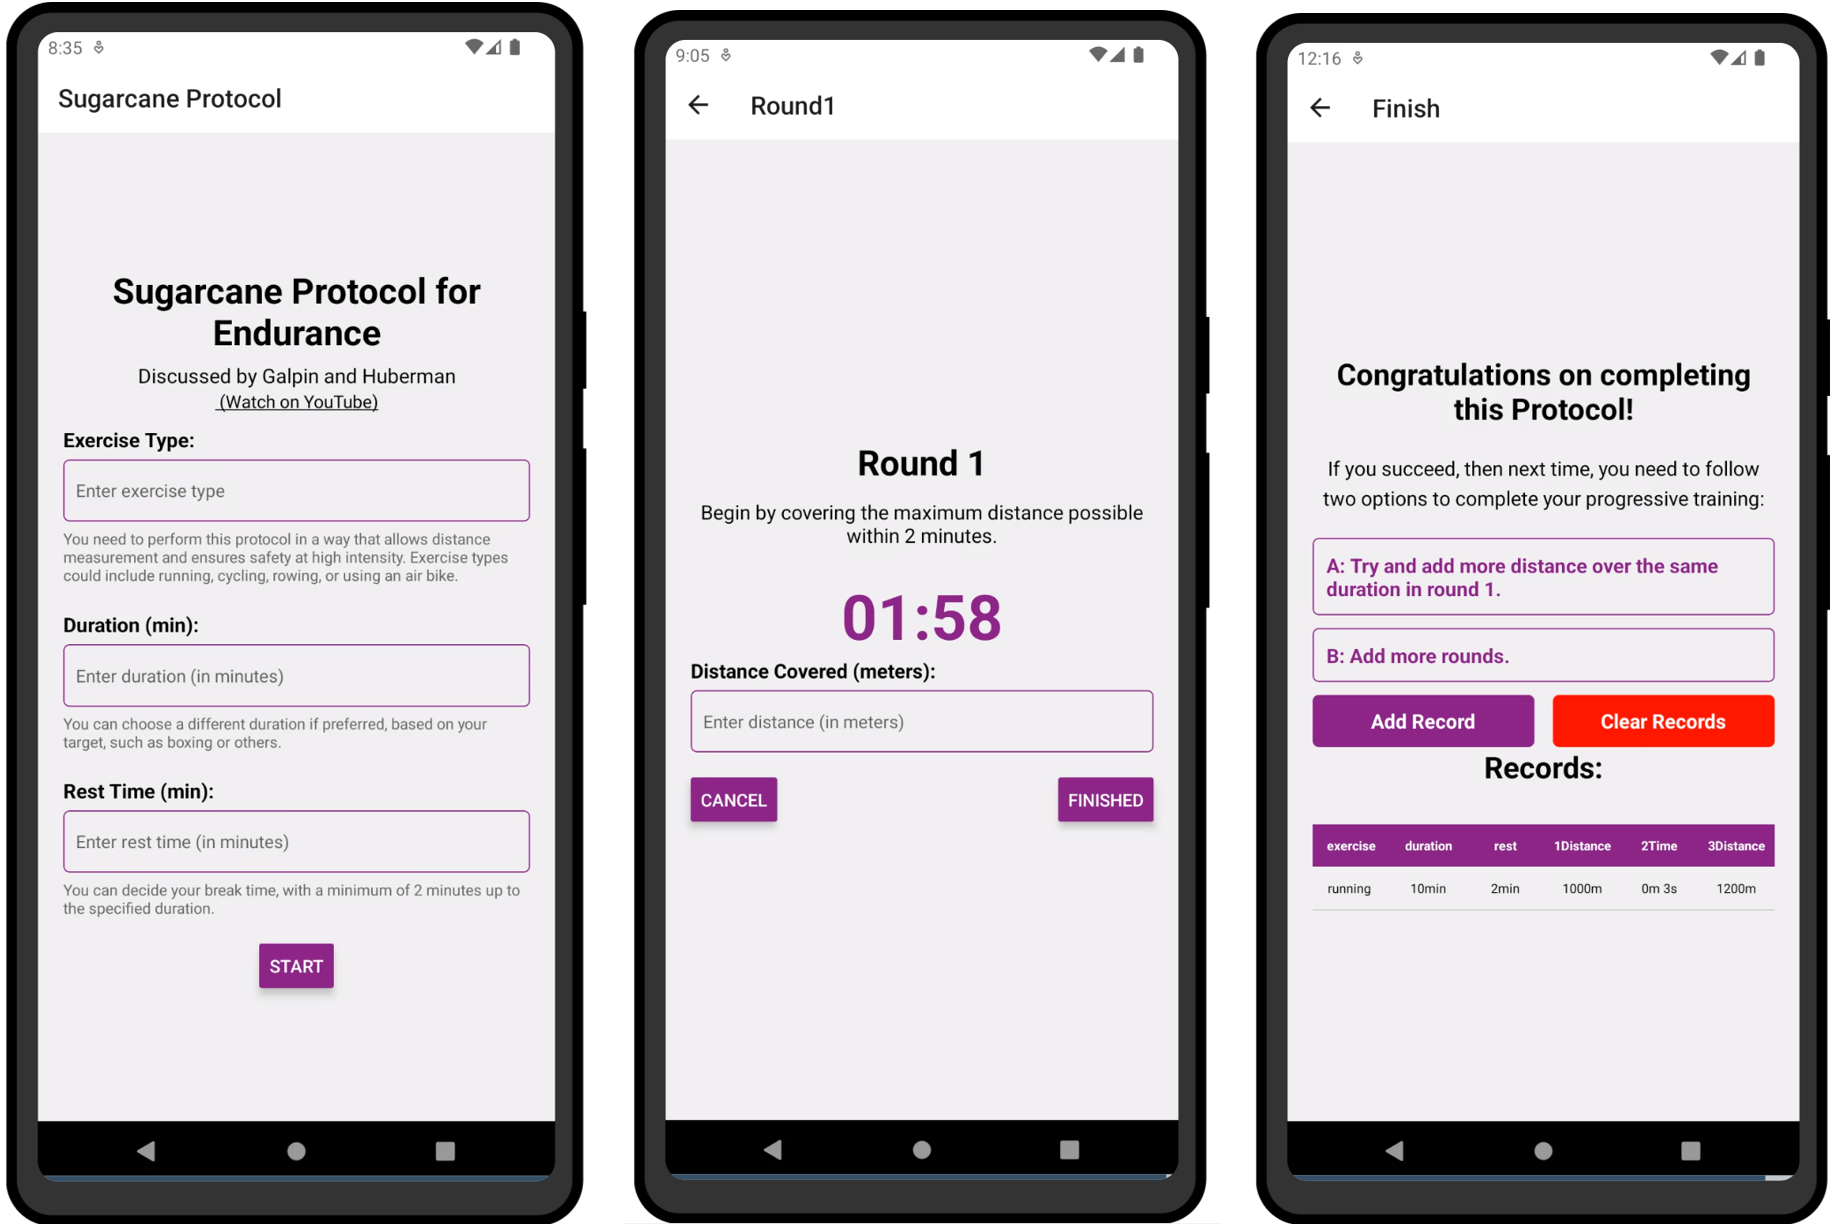 8:35
Sugarcane Protocol
Sugarcane Protocol for
Endurance
Discussed by Galpin and Huberman
(Watch on YouTube)
Exercise Type:
Enter exercise type
You need to perform this protocol in a way that allows distance
measurement and ensures safety at high intensity. Exercise types
could include running, cycling, rowing, or using an air bike.
Duration (min):
Enter duration (in minutes)
You can choose a different duration if preferred, based on your
target, such as boxing or others.
Rest Time (min):
Enter rest time (in minutes)
You can decide your break time, with a minimum of 2 minutes up to
the specified duration.
START
9:05
Round1
Round 1
Begin by covering the maximum distance possible
within 2 minutes.
01:58
Distance Covered (meters):
Enter distance (in meters)
CANCEL FINISHED
12:16
Finish
Congratulations on completing
this Protocol!
If you succeed, then next time, you need to follow
two options to complete your progressive training:
A: Try and add more distance over the same
duration in round 1.
B: Add more rounds.
Add Record Clear Records
Records:
exercise duration rest 1Distance 2Time 3Distance
running 10min 2min 1000m 0m 3s 1200m